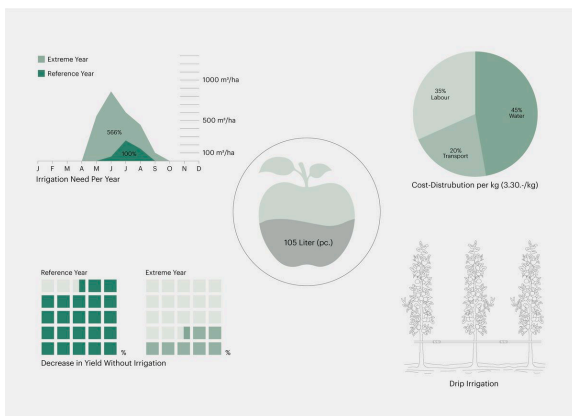 Extreme Year
Reference Year
1000 m³/ha
500 m³/ha
100 m³/ha
566%
100%
J F M A M J J A S O N D
Irrigation Need Per Year
35%
Labour
45%
Water
20%
Transport
Cost-Distrubution per kg (3.30.-/kg)
105 Liter (pc.)
Reference Year
Extreme Year
%
%
Decrease in Yield Without Irrigation
Drip Irrigation